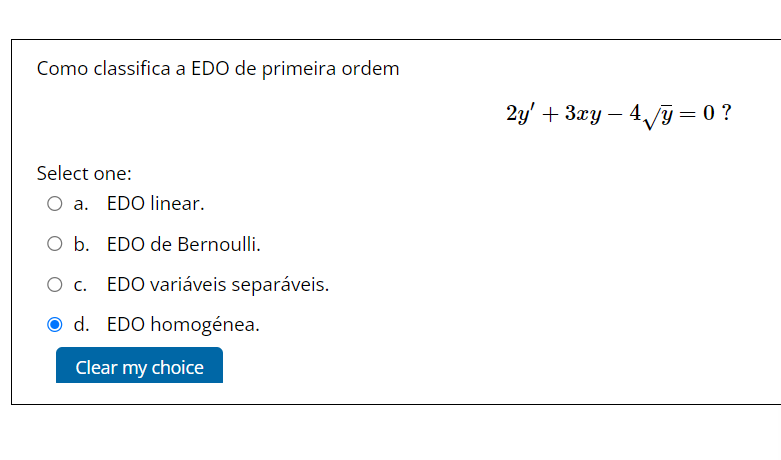 Como classifica a EDO de primeira ordem
2y′ + 3xy − 4√y = 0 ?
Select one:
a. EDO linear.
b. EDO de Bernoulli.
c. EDO variáveis separáveis.
d. EDO homogénea.
Clear my choice